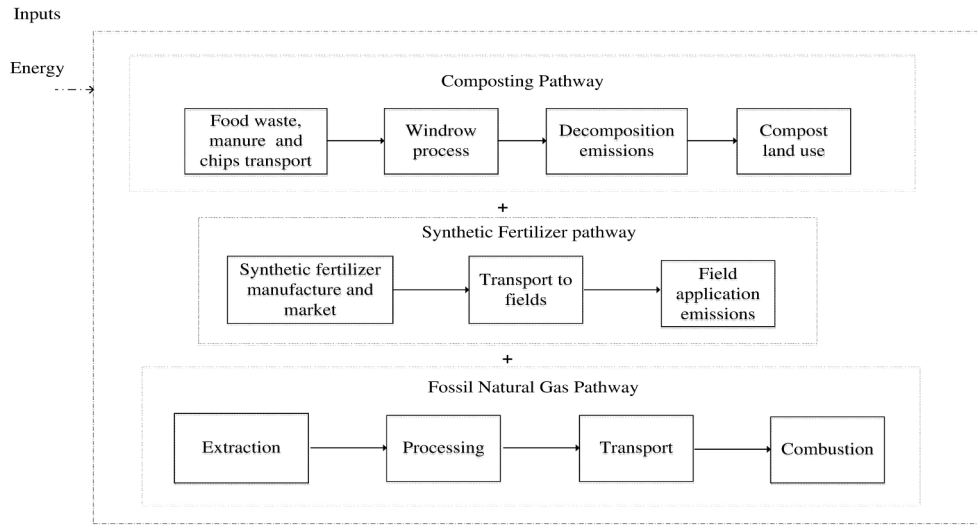 Inputs
Energy
Composting Pathway
Food waste,
manure and
chips transport
Windrow
process
Decomposition
emissions
Compost
land use
+
Synthetic Fertilizer pathway
Synthetic fertilizer
manufacture and
market
Transport to
fields
Field
application
emissions
+
Fossil Natural Gas Pathway
Extraction
Processing
Transport
Combustion